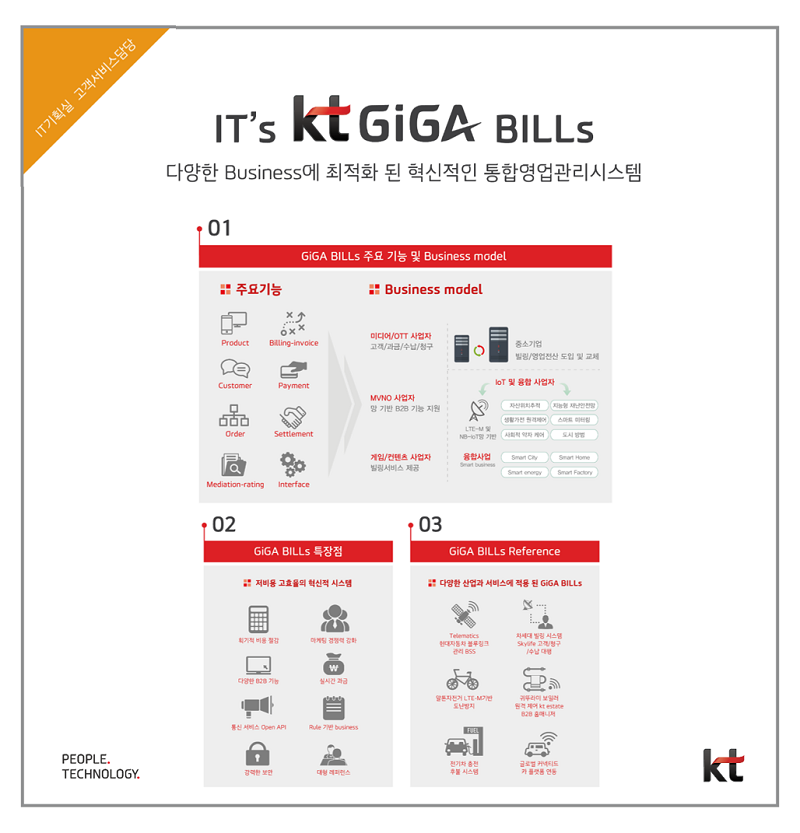 IT기획실 고객서비스담당
IT's kt GiGA BILLs
다양한 Business에 최적화 된 혁신적인 통합영업관리시스템
01
GiGA BILLs 주요 기능 및 Business model
주요기능
Product
Billing-invoice
Customer
Payment
Order
Settlement
Mediation-rating
Interface
Business model
미디어/OTT 사업자
고객/과금/수납/청구
MVNO 사업자
망 기반 B2B 기능 지원
게임/컨텐츠 사업자
빌링서비스 제공
중소기업
빌링/영업전산 도입 및 교체
IoT 및 융합 사업자
LTE-M 및
NB-IoT망 기반
자산위치추적
지능형 재난안전망
생활가전 원격제어
스마트 미터링
사회적 약자 케어
도시 방범
융합사업
Smart business
Smart City
Smart Home
Smart energy
Smart Factory
02
GiGA BILLs 특장점
저비용 고효율의 혁신적 시스템
획기적 비용 절감
마케팅 경쟁력 강화
다양한 B2B 기능
실시간 과금
통신 서비스 Open API
Rule 기반 business
강력한 보안
대형 레퍼런스
03
GiGA BILLs Reference
다양한 산업과 서비스에 적용 된 GiGA BILLs
Telematics
현대자동차 블루링크
관리 BSS
차세대 빌링 시스템
Skylife 고객/청구
/수납 대행
알톤자전거 LTE-M기반
도난방지
귀뚜라미 보일러
원격 제어 kt estate
B2B 홈매니저
FUEL
전기차 충전
후불 시스템
글로벌 커넥티드
카 플랫폼 연동
PEOPLE.
TECHNOLOGY.
kt